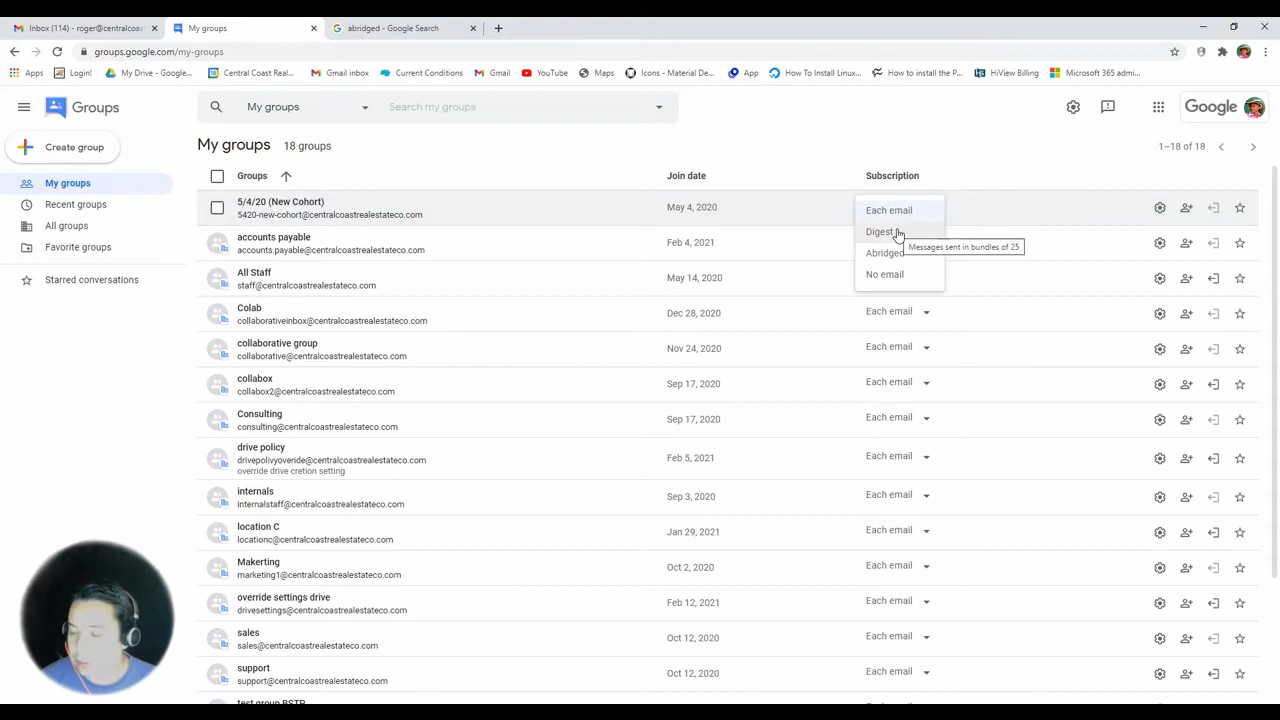 Inbox (114) - roger@centralcoast
My groups
abridged - Google Search
groups.google.com/my-groups
Apps
Login!
My Drive - Google...
Central Coast Real...
Gmail inbox
Current Conditions
Gmail
YouTube
Maps
Icons - Material De...
App
How To Install Linux...
How to install the P...
HiView Billing
Microsoft 365 admi...
Groups
My groups
Search my groups
Google
Create group
My groups
18 groups
1–18 of 18
My groups
Recent groups
All groups
Favorite groups
Starred conversations
Groups
Join date
Subscription
5/4/20 (New Cohort)
5420-new-cohort@centralcoastrealestateco.com
May 4, 2020
Each email
Digest
Messages sent in bundles of 25
Abridged
No email
accounts payable
accounts.payable@centralcoastrealestateco.com
Feb 4, 2021
All Staff
staff@centralcoastrealestateco.com
May 14, 2020
Colab
collaborativeinbox@centralcoastrealestateco.com
Dec 28, 2020
Each email
collaborative group
collaborative@centralcoastrealestateco.com
Nov 24, 2020
Each email
collabox
collabox2@centralcoastrealestateco.com
Sep 17, 2020
Each email
Consulting
consulting@centralcoastrealestateco.com
Sep 17, 2020
Each email
drive policy
drivepolivyoveride@centralcoastrealestateco.com
override drive cretion setting
Feb 5, 2021
Each email
internals
internalstaff@centralcoastrealestateco.com
Sep 3, 2020
Each email
location C
locationc@centralcoastrealestateco.com
Jan 29, 2021
Each email
Makerting
marketing1@centralcoastrealestateco.com
Oct 2, 2020
Each email
override settings drive
drivesettings@centralcoastrealestateco.com
Feb 12, 2021
Each email
sales
sales@centralcoastrealestateco.com
Oct 12, 2020
Each email
support
support@centralcoastrealestateco.com
Oct 12, 2020
Each email
test group BSTP